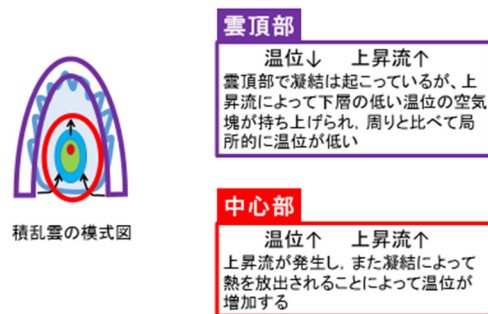 雲頂部
温位↓ 上昇流↑
雲頂部で凝結は起こっているが、上
昇流によって下層の低い温位の空気
塊が持ち上げられ，周りと比べて局
所的に温位が低い
積乱雲の模式図
中心部
温位↑ 上昇流↑
上昇流が発生し，また凝結によって
熱を放出されることによって温位が
増加する